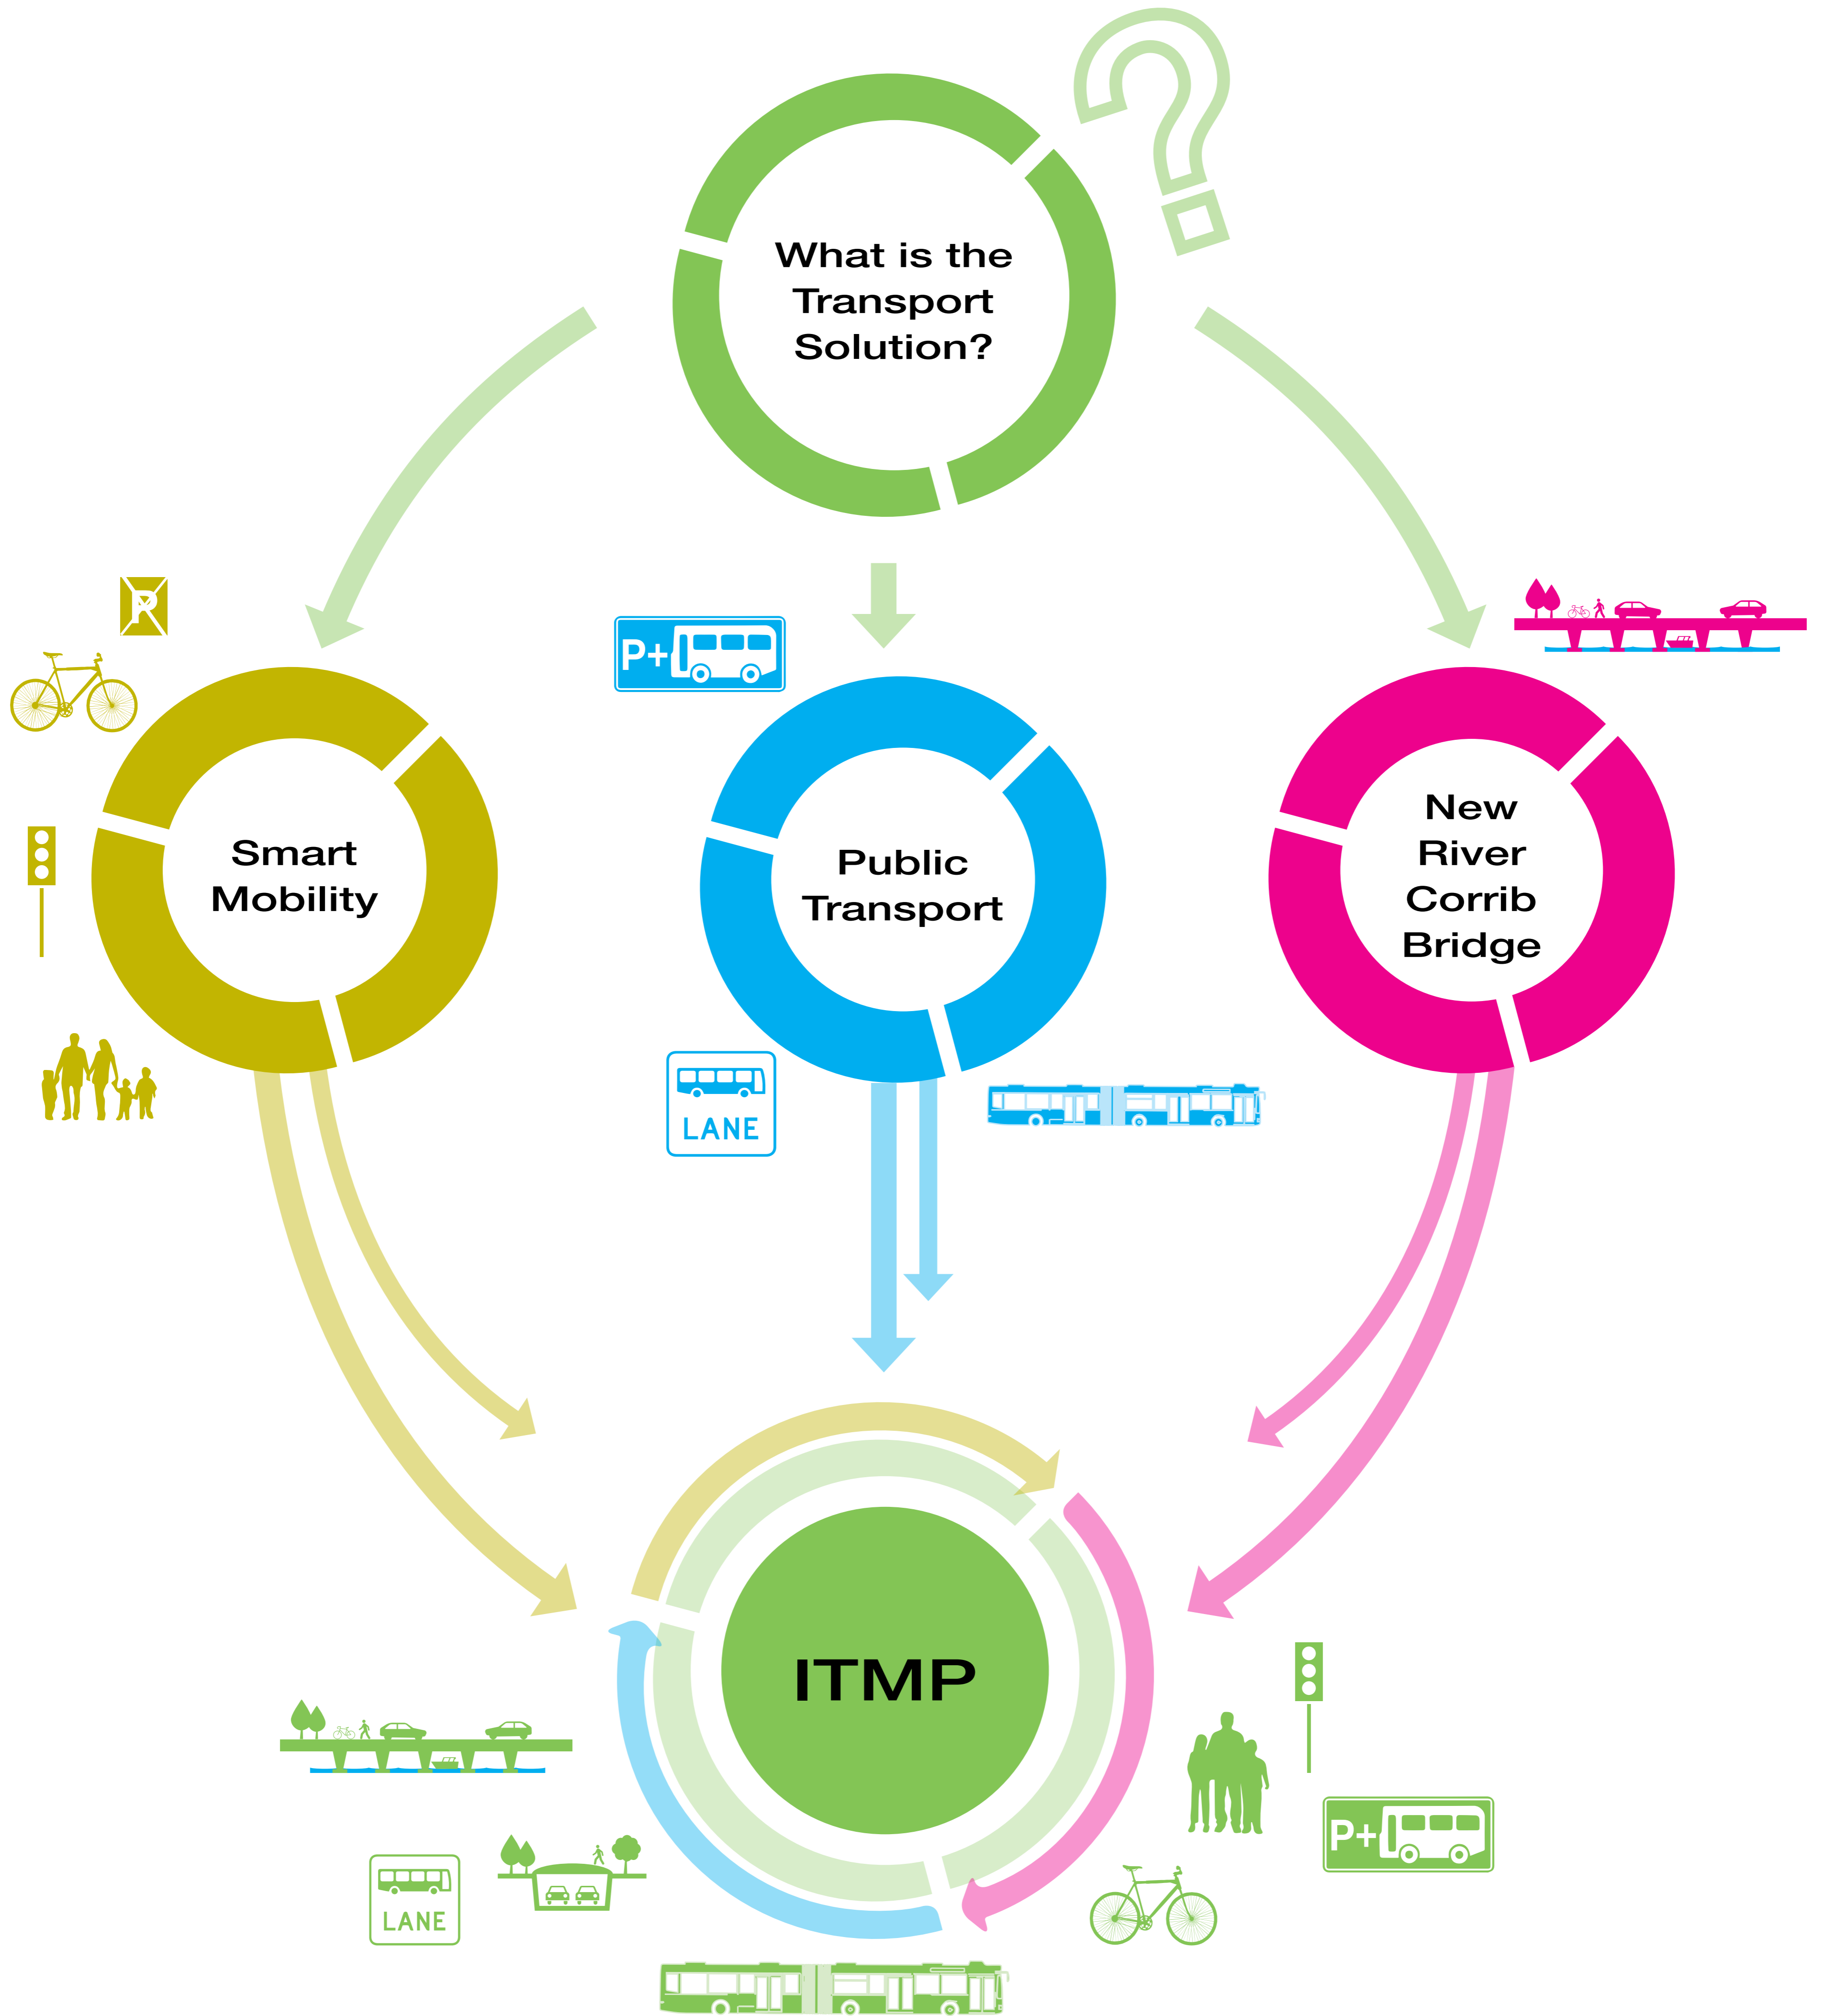 What is the
Transport
Solution?
P
P+
Smart
Mobility
Public
Transport
New
River
Corrib
Bridge
LANE
ITMP
P+
LANE